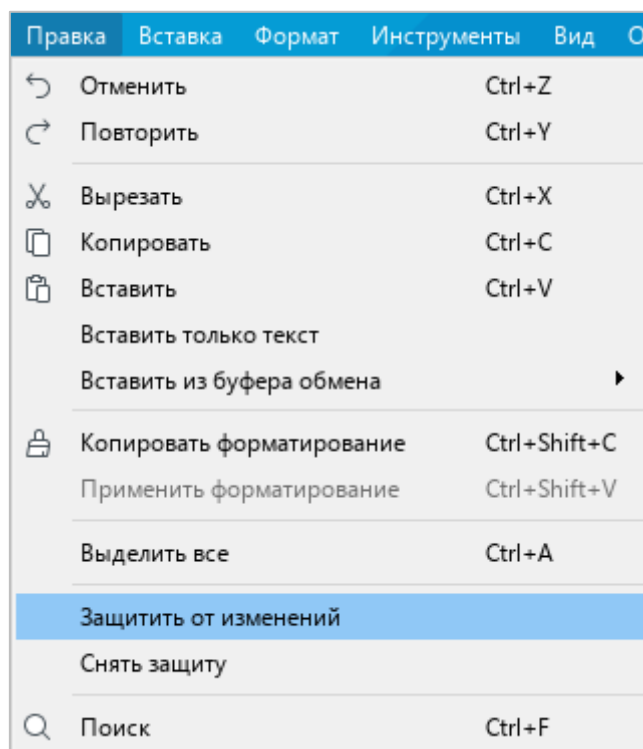 Правка Вставка Формат Инструменты Вид
Отменить Ctrl+Z
Повторить Ctrl+Y
Вырезать Ctrl+X
Копировать Ctrl+C
Вставить Ctrl+V
Вставить только текст
Вставить из буфера обмена
Копировать форматирование Ctrl+Shift+C
Применить форматирование Ctrl+Shift+V
Выделить все Ctrl+A
Защитить от изменений
Снять защиту
Поиск Ctrl+F